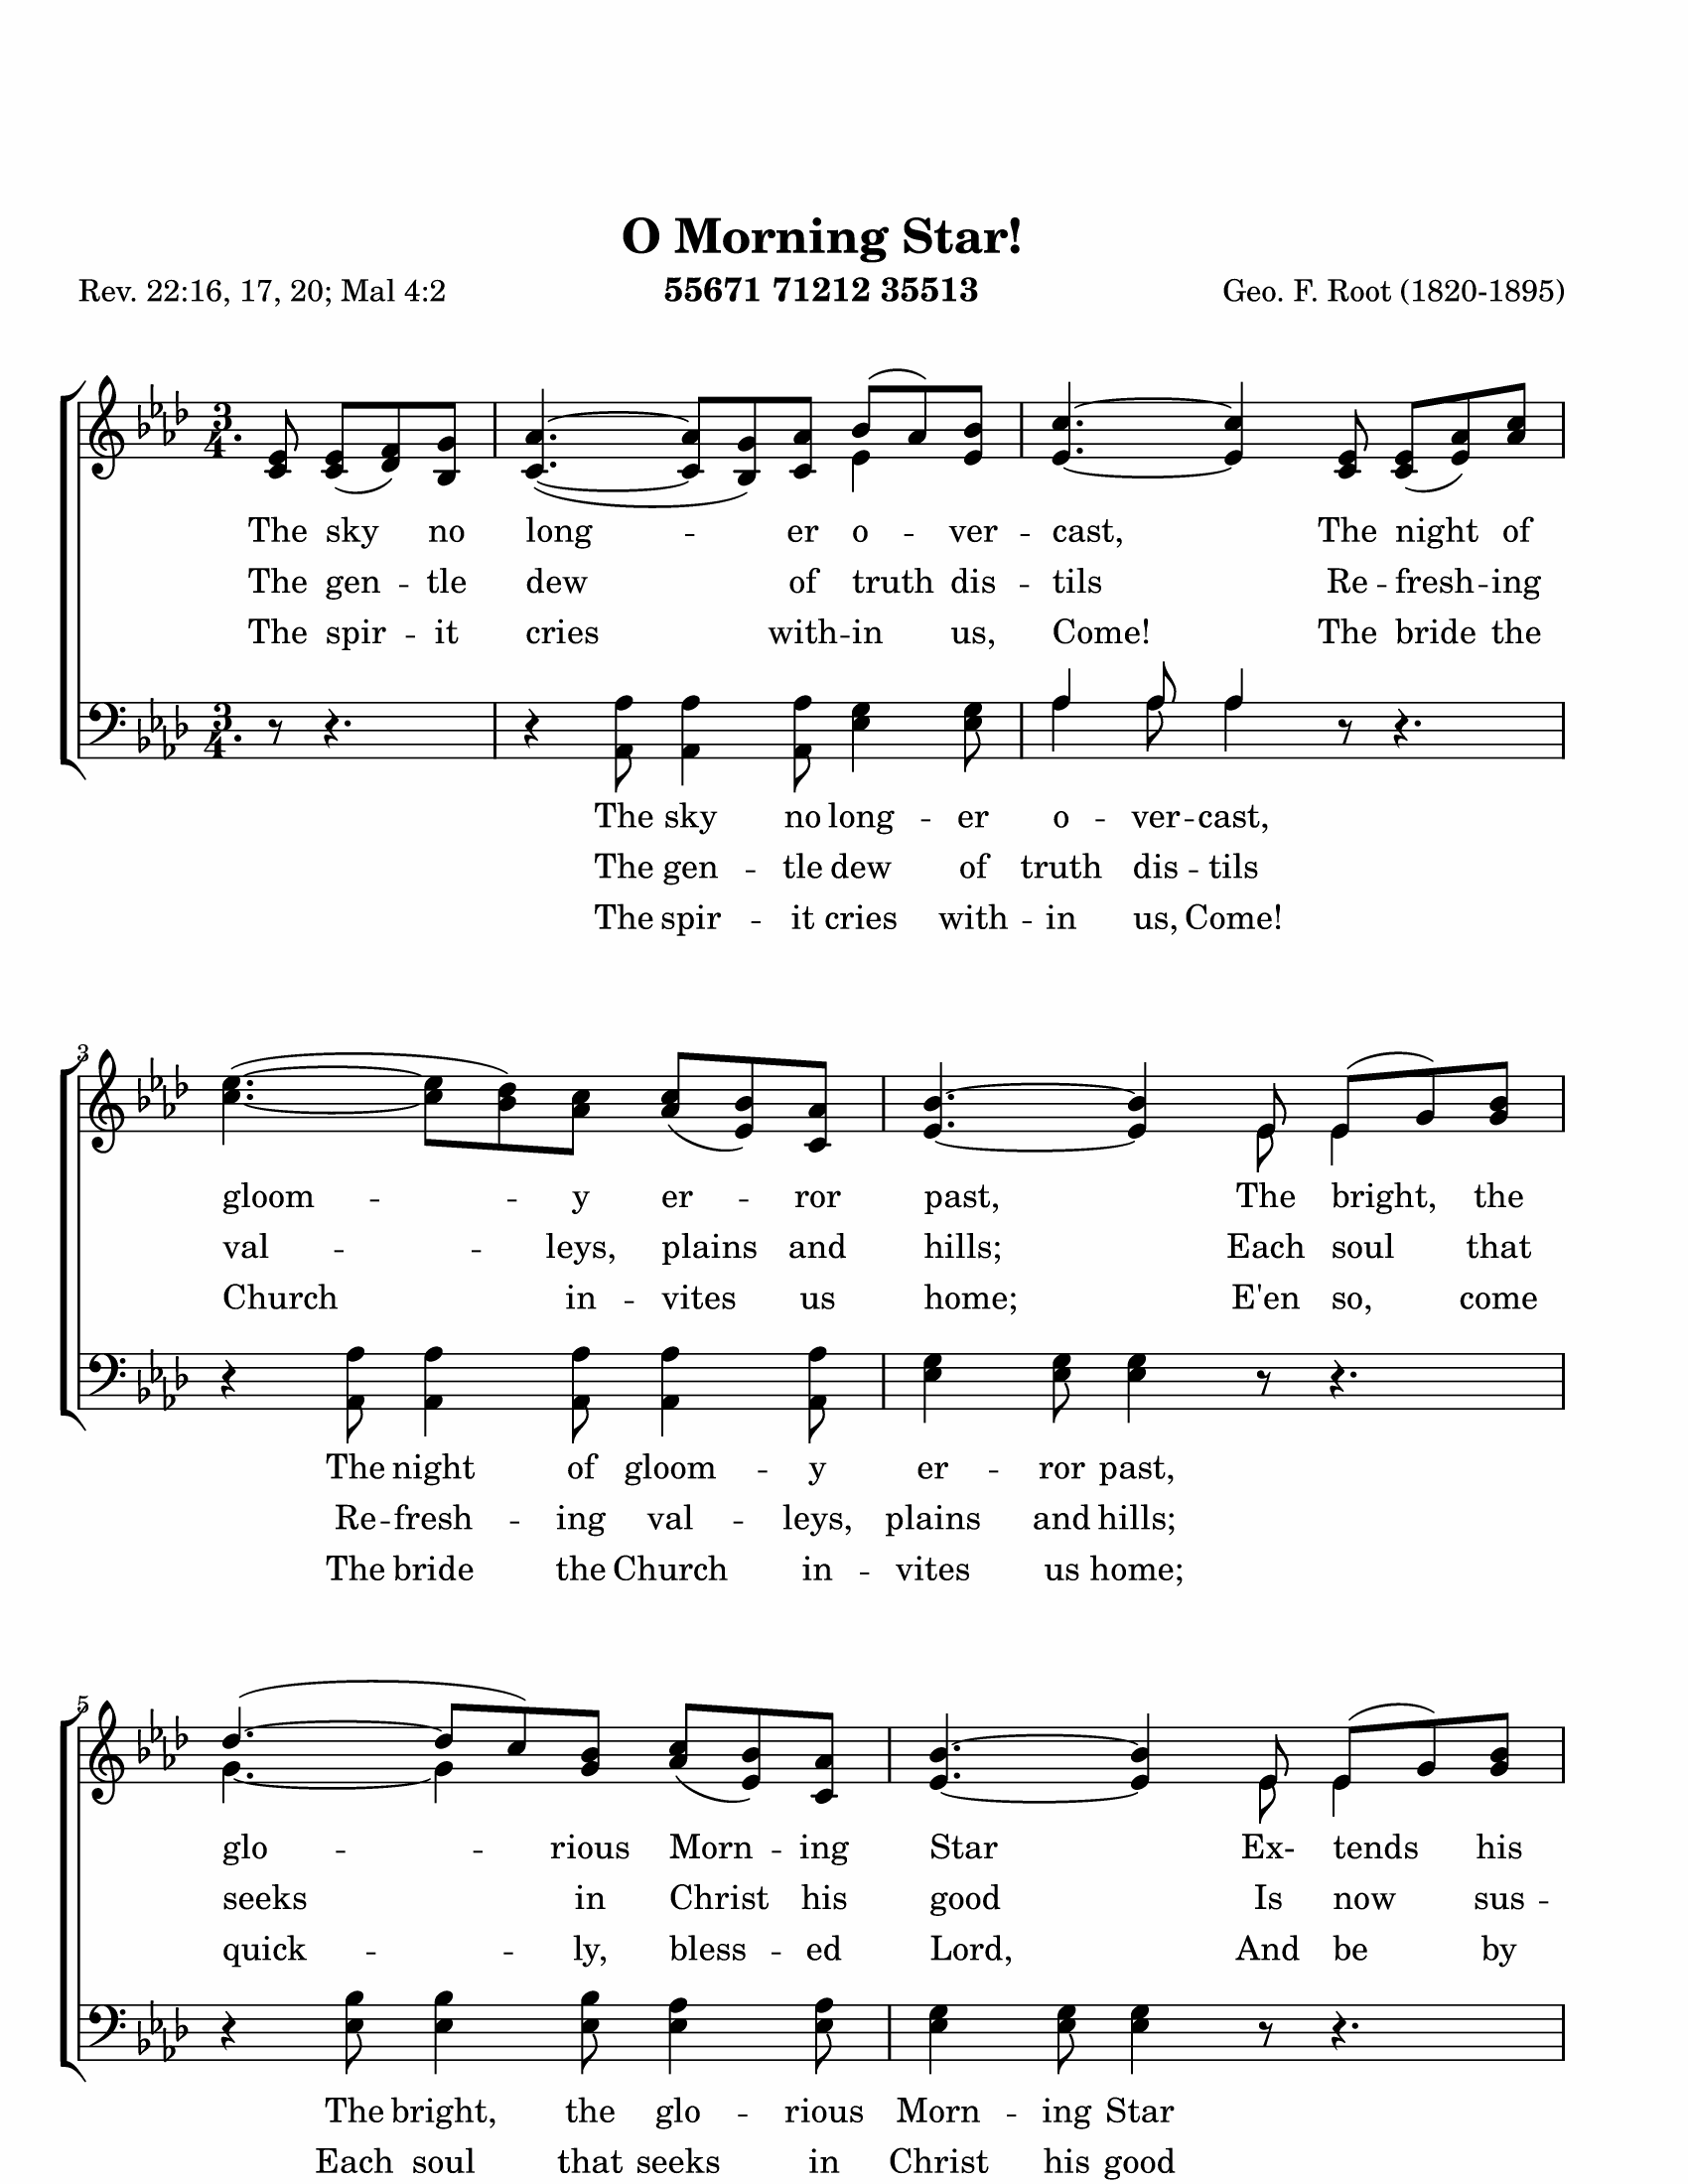 O Morning Star!
Rev. 22:16, 17, 20; Mal 4:2 55671 71212 35513 Geo. F. Root (1820-1895)
3 4.
The sky no long -- er o -- ver -- cast, The night of
The gen -- tle dew of truth dis -- tils Re -- fresh -- ing
The spir -- it cries with -- in us, Come! The bride the
3 4.
The sky no long -- er o -- ver -- cast,
The gen -- tle dew of truth dis -- tils
The spir -- it cries with -- in us, Come!
3
gloom -- y er -- ror past, The bright, the
val -- leys, plains and hills; Each soul that
Church in -- vites us home; E'en so, come
The night of gloom -- y er -- ror past,
Re -- fresh -- ing val -- leys, plains and hills;
The bride the Church in -- vites us home;
5
glo -- rious Morn -- ing Star Ex- tends his
seeks in Christ his good Is now sus --
quick -- ly, bless -- ed Lord, And be by
The bright, the glo -- rious Morn -- ing Star
Each soul that seeks in Christ his good